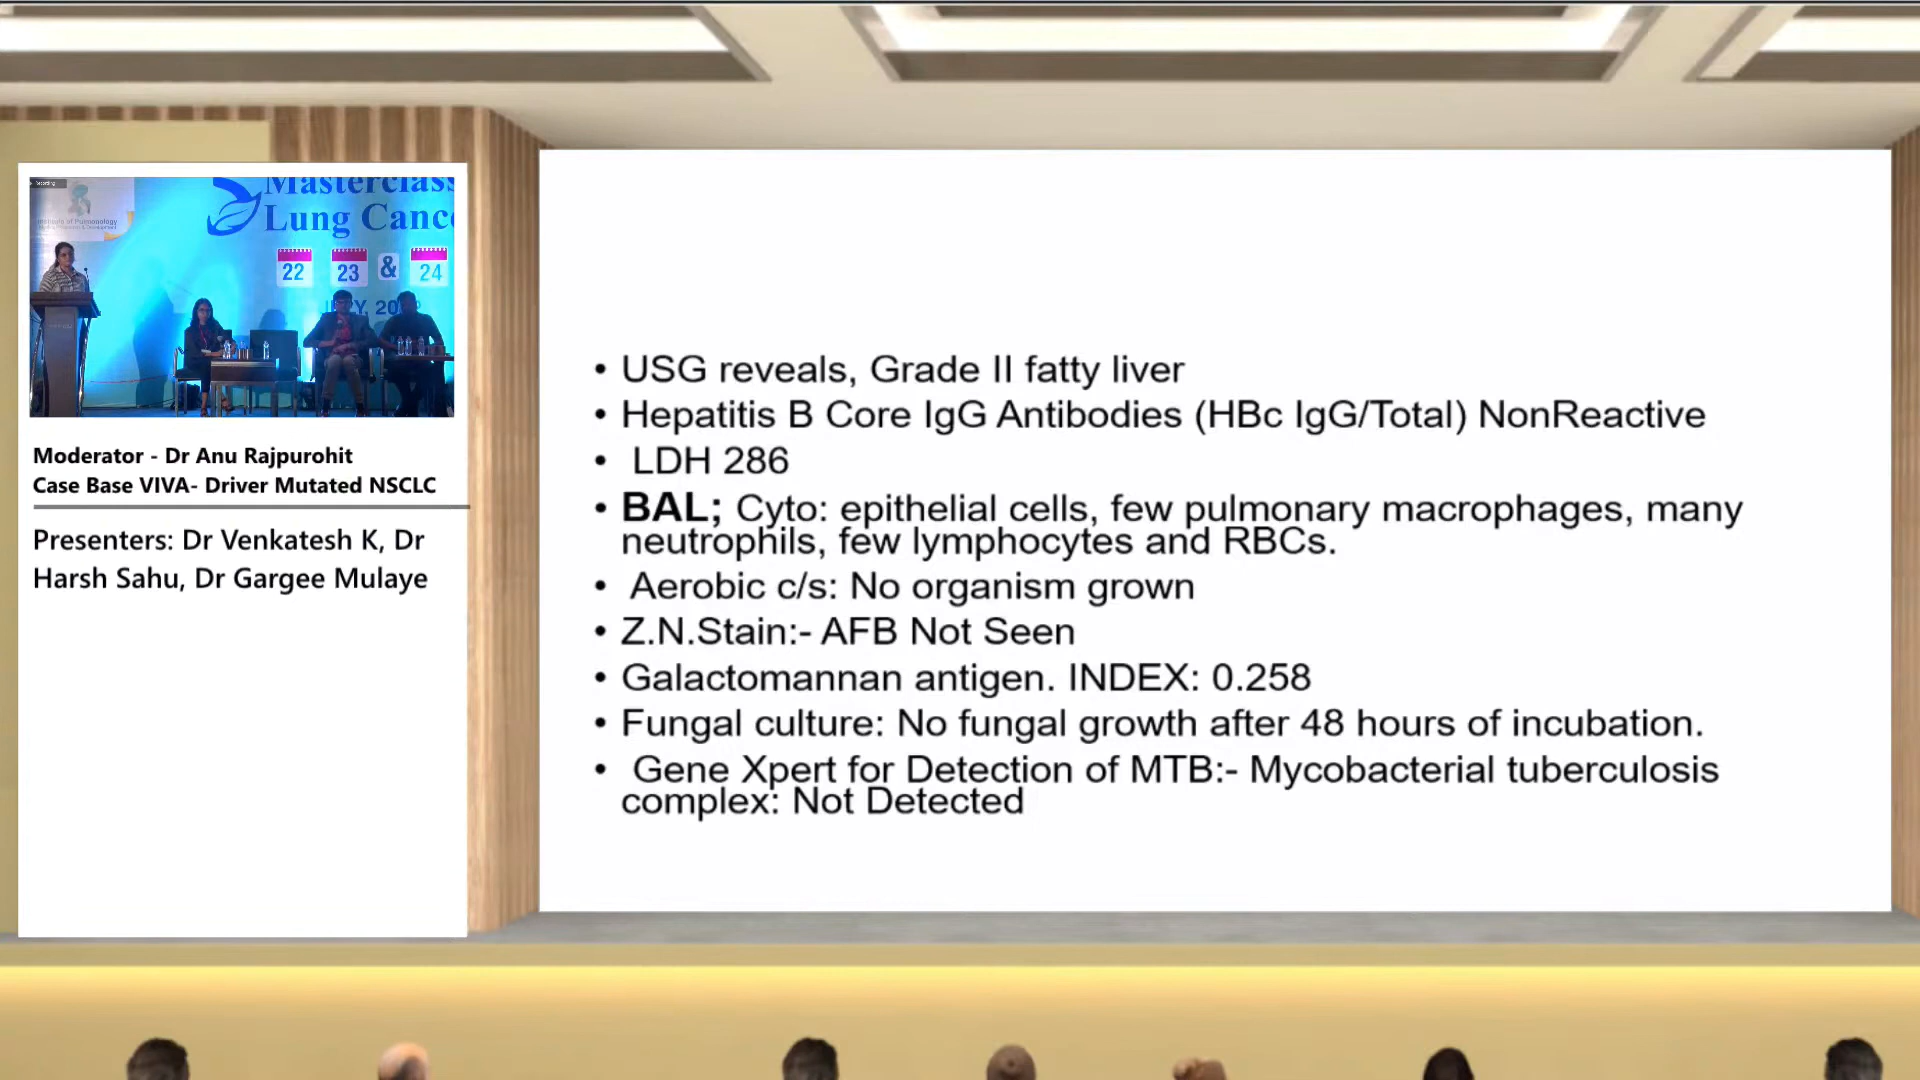 Recording
Institute of Pulmonology
Masterclass
Lung Cance
22 23 & 24
Moderator - Dr Anu Rajpurohit
Case Base VIVA- Driver Mutated NSCLC
Presenters: Dr Venkatesh K, Dr
Harsh Sahu, Dr Gargee Mulaye
• USG reveals, Grade II fatty liver
• Hepatitis B Core IgG Antibodies (HBc IgG/Total) NonReactive
• LDH 286
• BAL; Cyto: epithelial cells, few pulmonary macrophages, many
neutrophils, few lymphocytes and RBCs.
• Aerobic c/s: No organism grown
• Z.N.Stain:- AFB Not Seen
• Galactomannan antigen. INDEX: 0.258
• Fungal culture: No fungal growth after 48 hours of incubation.
• Gene Xpert for Detection of MTB:- Mycobacterial tuberculosis
complex: Not Detected